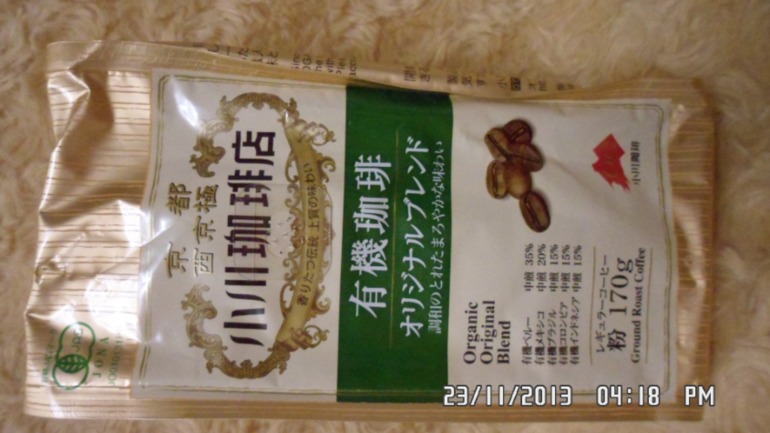 京都
西京極
小川珈琲店
香りたつ伝統 上質の味わい
有機珈琲
オリジナルブレンド
調和のとれたまろやかな味わい
Organic
Original
Blend
有機ペルー 中煎 35%
有機メキシコ 中煎 20%
有機ブラジル 中煎 15%
有機コロンビア 中煎 15%
有機インドネシア 中煎 15%
小川珈琲
レギュラーコーヒー
粉 170g
Ground Roast Coffee
JONA
23/11/2013 04:18 PM